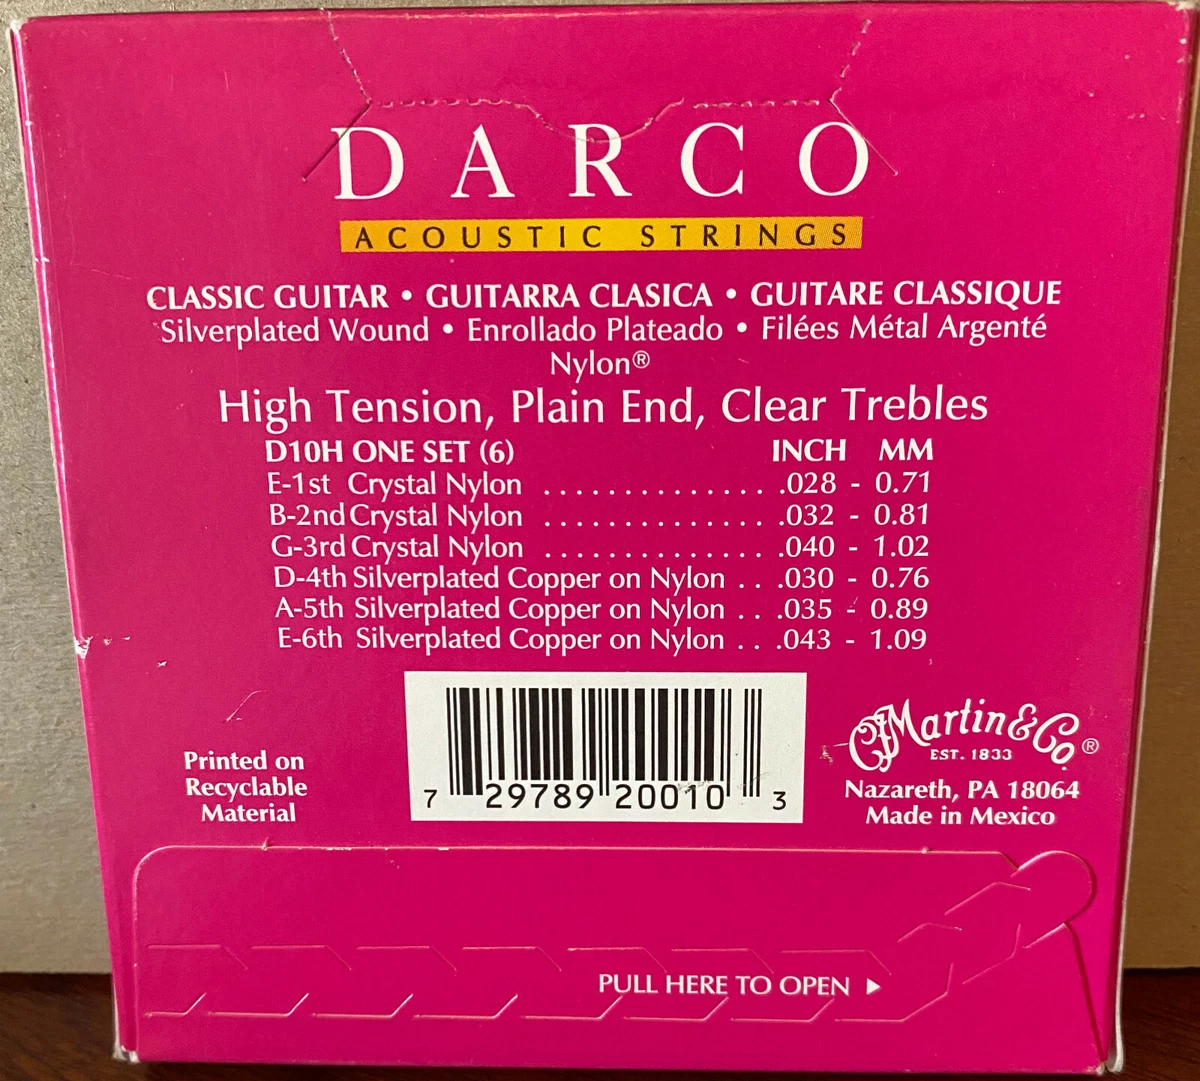 DARCO
ACOUSTIC STRINGS
CLASSIC GUITAR • GUITARRA CLASICA • GUITARE CLASSIQUE
Silverplated Wound • Enrollado Plateado • Filées Métal Argenté
Nylon®
High Tension, Plain End, Clear Trebles
D10H ONE SET (6) INCH MM
E-1st Crystal Nylon . . . . . . . . . . . . . . .028 - 0.71
B-2nd Crystal Nylon . . . . . . . . . . . . . . .032 - 0.81
G-3rd Crystal Nylon . . . . . . . . . . . . . . .040 - 1.02
D-4th Silverplated Copper on Nylon . . .030 - 0.76
A-5th Silverplated Copper on Nylon . . .035 - 0.89
E-6th Silverplated Copper on Nylon . . .043 - 1.09
Printed on
Recyclable
Material
7 29789 20010 3
CF Martin & Co. ®
EST. 1833
Nazareth, PA 18064
Made in Mexico
PULL HERE TO OPEN ▶